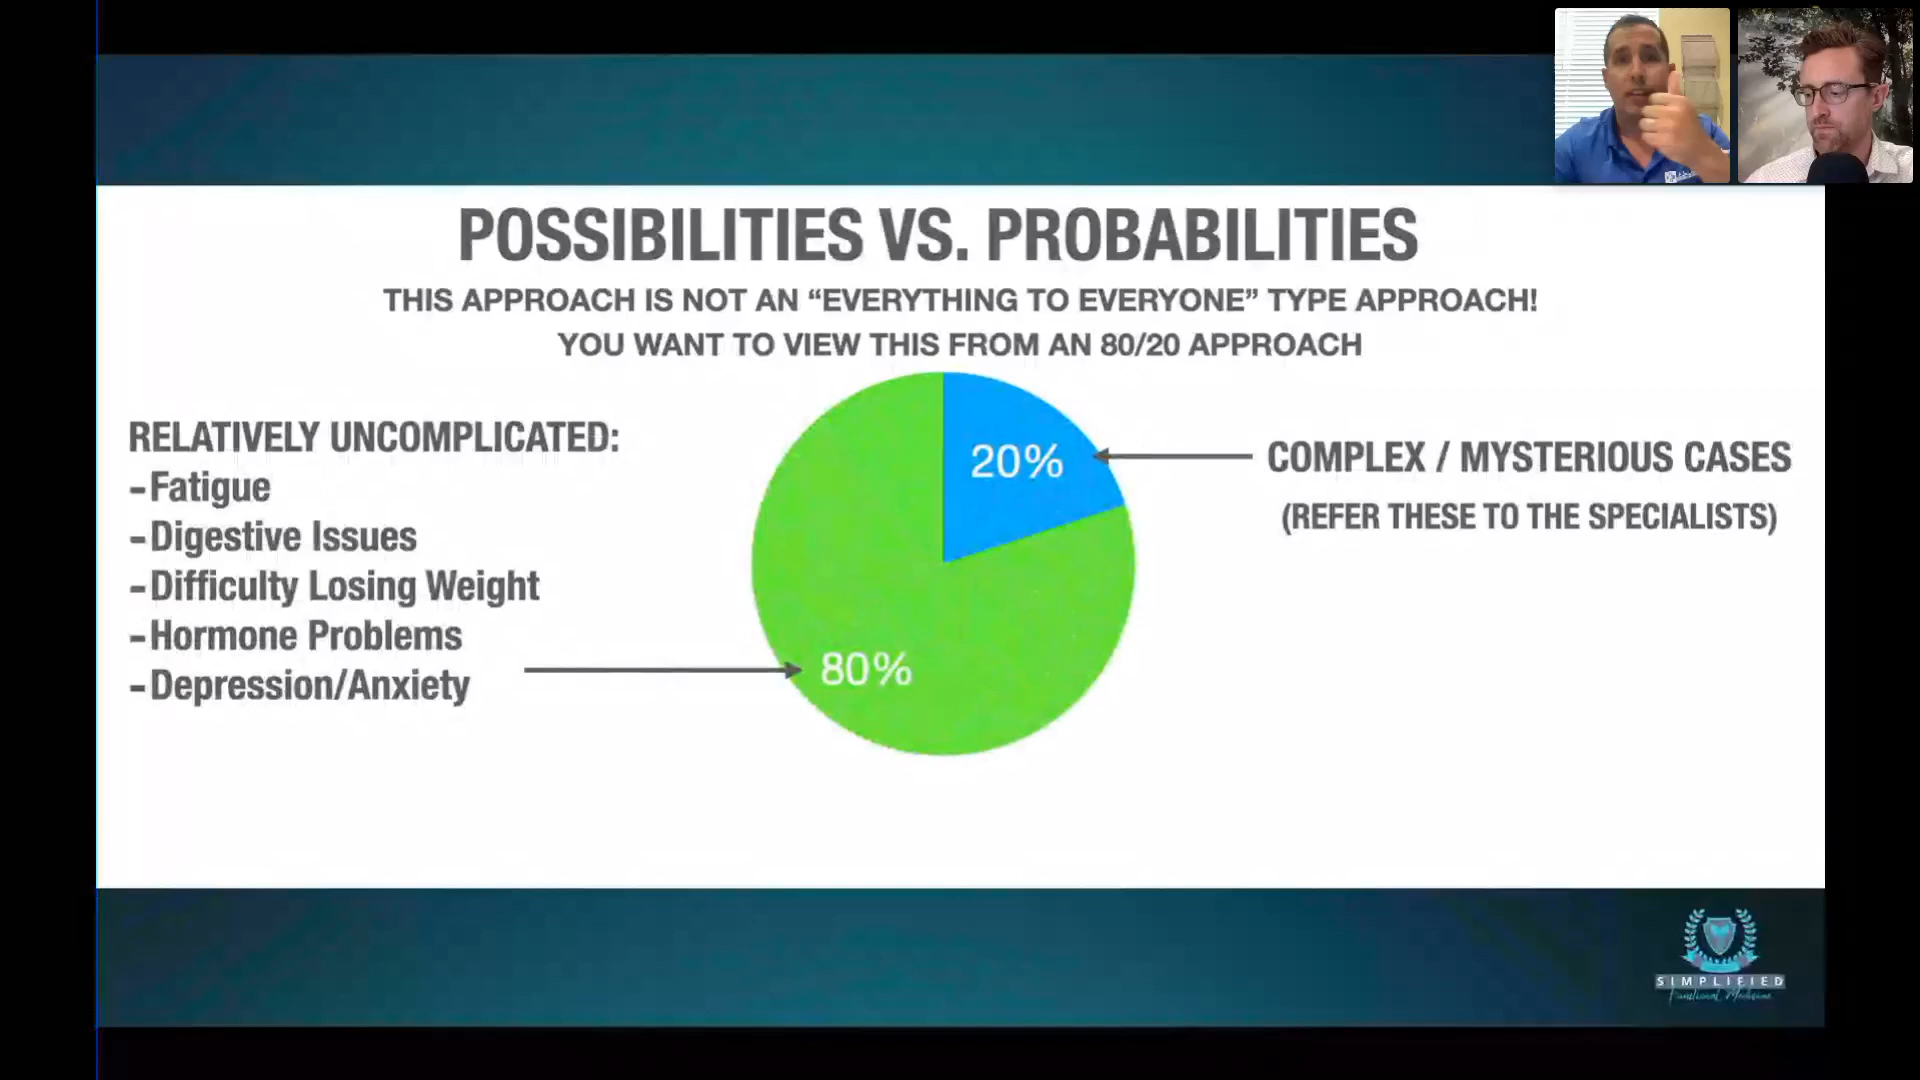 POSSIBILITIES VS. PROBABILITIES
THIS APPROACH IS NOT AN “EVERYTHING TO EVERYONE” TYPE APPROACH!
YOU WANT TO VIEW THIS FROM AN 80/20 APPROACH
RELATIVELY UNCOMPLICATED:
-Fatigue
-Digestive Issues
-Difficulty Losing Weight
-Hormone Problems
-Depression/Anxiety
20%
80%
COMPLEX / MYSTERIOUS CASES
(REFER THESE TO THE SPECIALISTS)
SIMPLIFIED
Functional Medicine